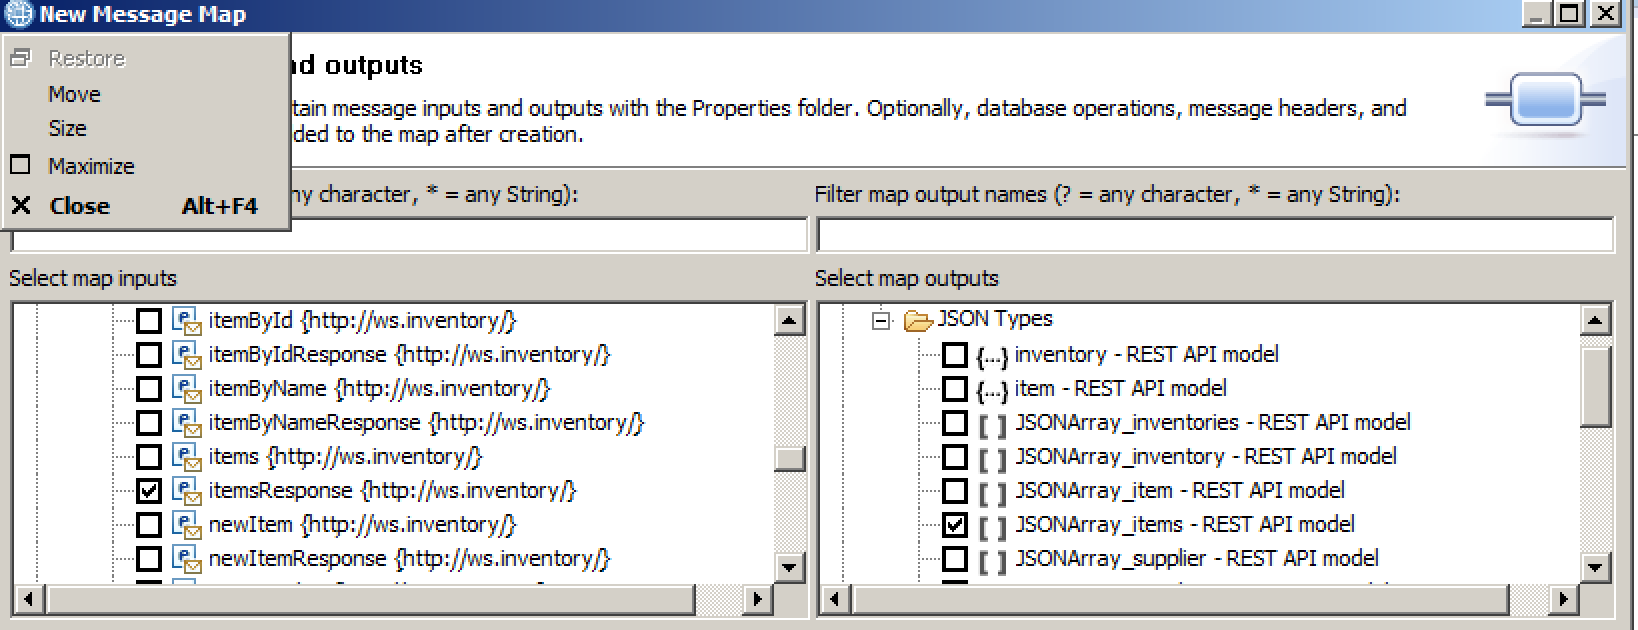 New Message Map
Restore
Move
Size
Maximize
Close Alt+F4
d outputs
tain message inputs and outputs with the Properties folder. Optionally, database operations, message headers, and
ded to the map after creation.
ny character, * = any String):
Filter map output names (? = any character, * = any String):
Select map inputs
itemById {http://ws.inventory/}
itemByIdResponse {http://ws.inventory/}
itemByName {http://ws.inventory/}
itemByNameResponse {http://ws.inventory/}
items {http://ws.inventory/}
itemsResponse {http://ws.inventory/}
newItem {http://ws.inventory/}
newItemResponse {http://ws.inventory/}
Select map outputs
JSON Types
{...} inventory - REST API model
{...} item - REST API model
[ ] JSONArray_inventories - REST API model
[ ] JSONArray_inventory - REST API model
[ ] JSONArray_item - REST API model
[ ] JSONArray_items - REST API model
[ ] JSONArray_supplier - REST API model